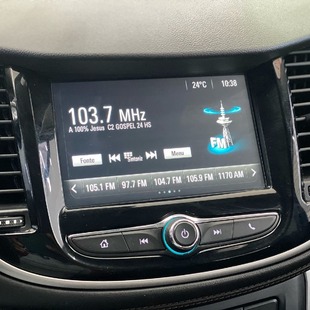 24°C 10:38
103.7 MHz
A 100% Jesus C2 GOSPEL 24 HS
FM
Fonte Sintonia Menu
105.1 FM 97.7 FM 104.7 FM 105.9 FM 1170 AM